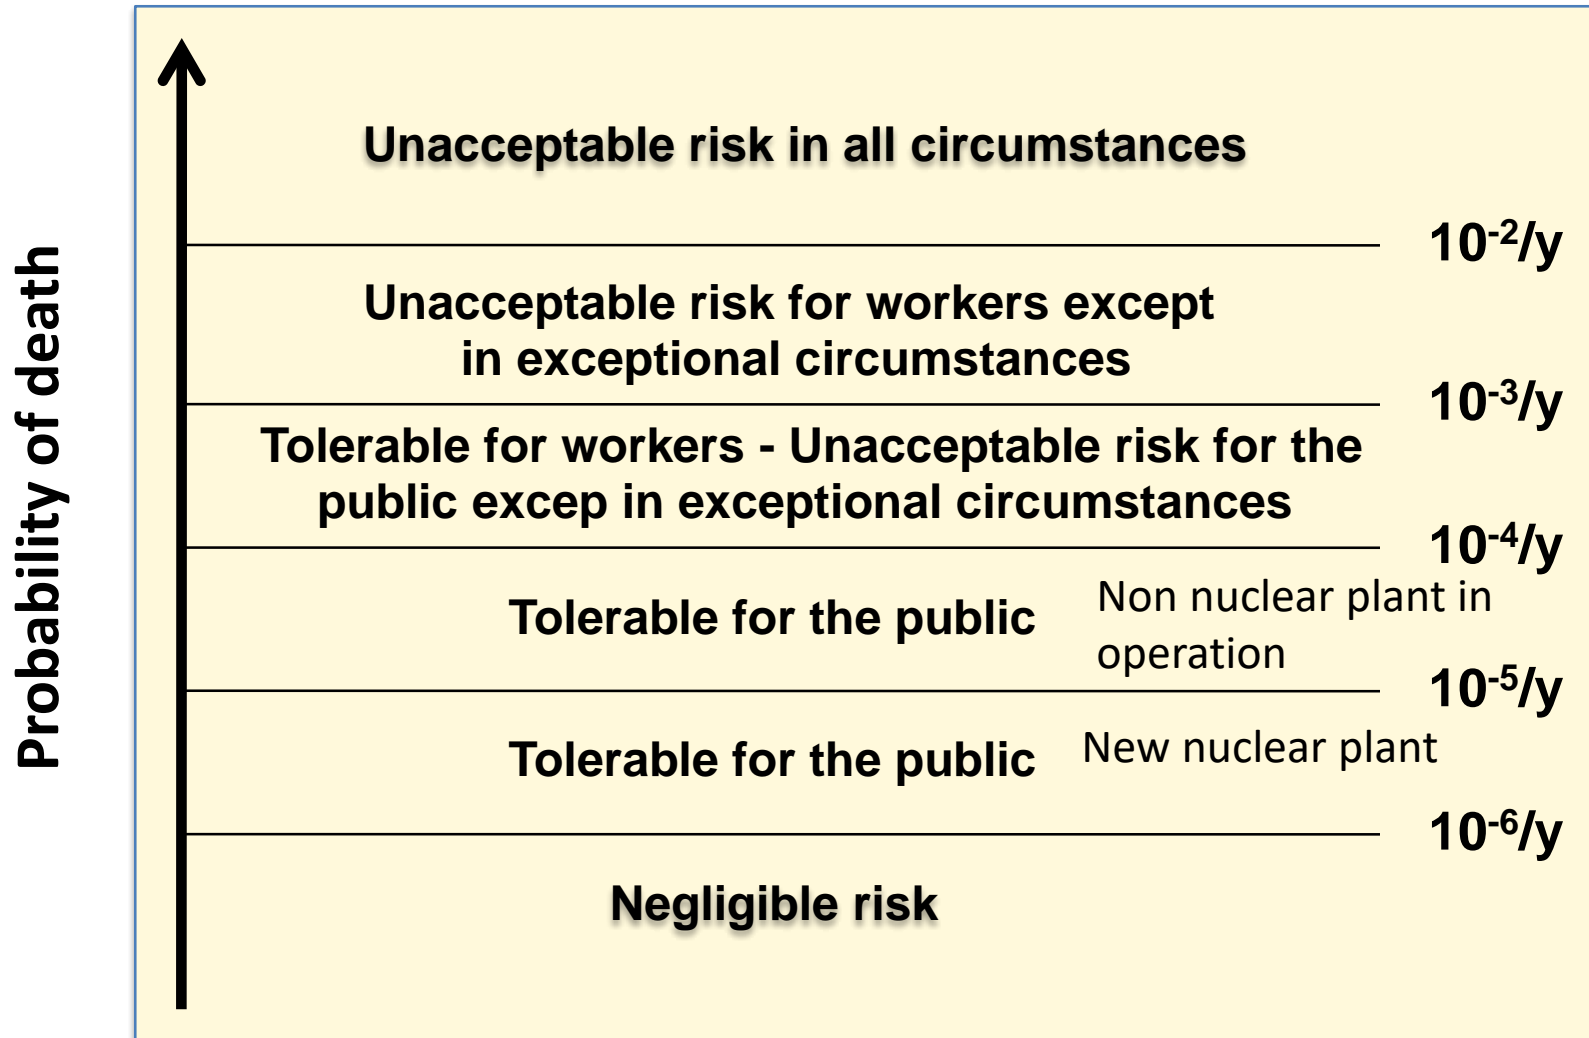 Probability of death
Unacceptable risk in all circumstances
10⁻²/y
Unacceptable risk for workers except
in exceptional circumstances
10⁻³/y
Tolerable for workers - Unacceptable risk for the
public excep in exceptional circumstances
10⁻⁴/y
Tolerable for the public
Non nuclear plant in
operation
10⁻⁵/y
Tolerable for the public
New nuclear plant
10⁻⁶/y
Negligible risk